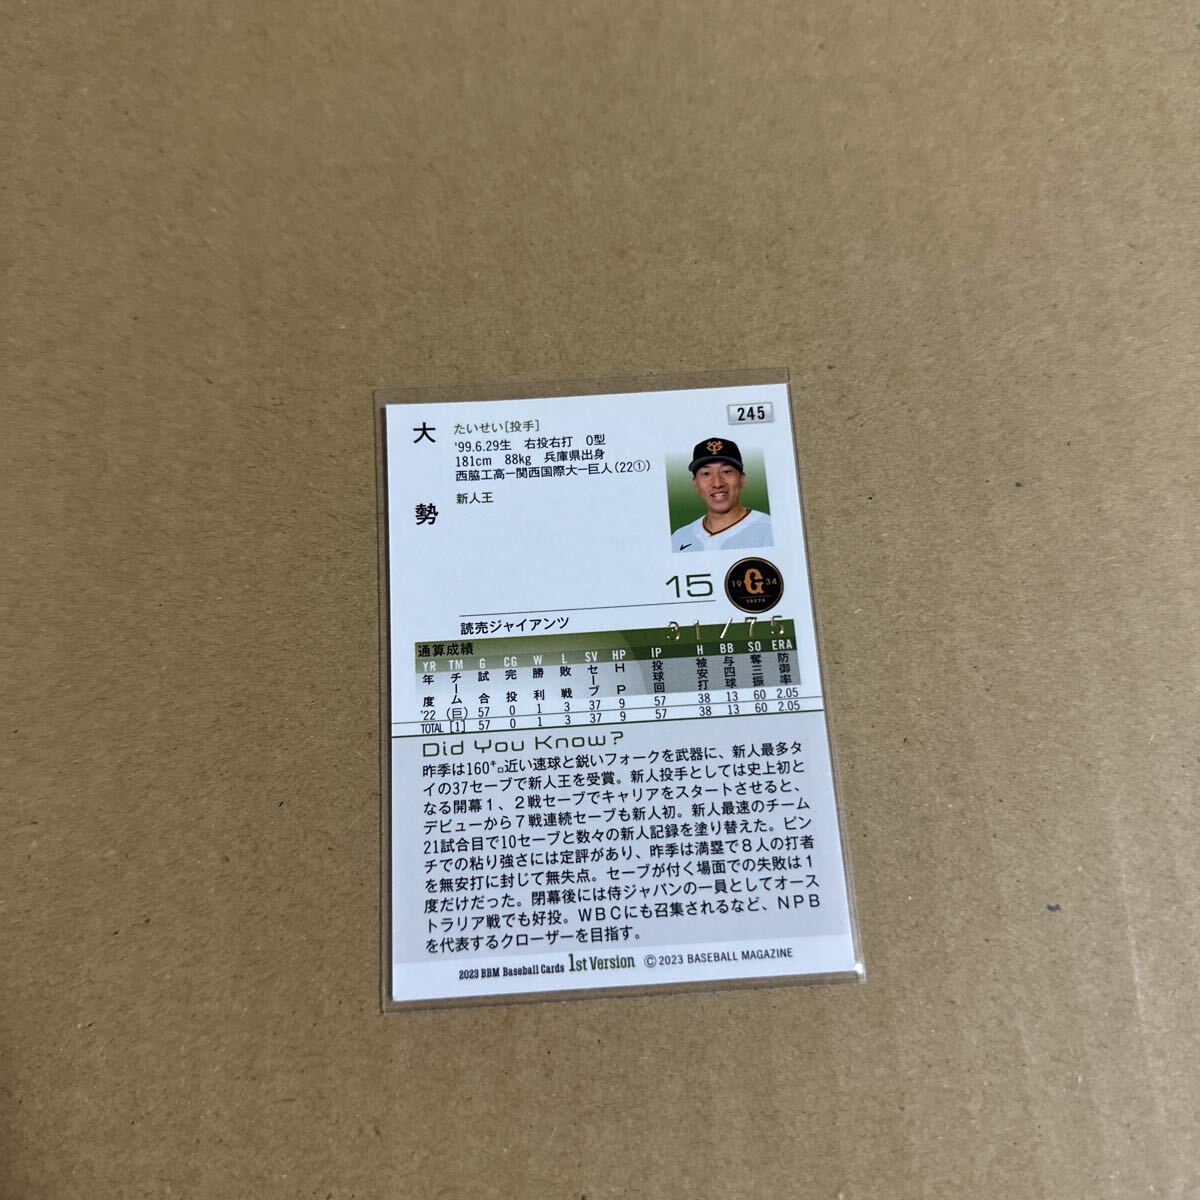 245
大勢
たいせい[投手]
'99.6.29生 右投右打 O型
181cm 88kg 兵庫県出身
西脇工高ー関西国際大ー巨人(22①)
新人王
15
19 G 34
TOKYO
読売ジャイアンツ
31/75
通算成績
YR TM G CG W L SV HP IP H BB SO ERA
年度 チーム 試合 完投 勝利 敗戦 セーブ HP 投球回 被安打 与四球 奪三振 防御率
'22 (巨) 57 0 1 3 37 9 57 38 13 60 2.05
TOTAL [1] 57 0 1 3 37 9 57 38 13 60 2.05
Did You Know?
昨季は160㌔近い速球と鋭いフォークを武器に、新人最多タ
イの37セーブで新人王を受賞。新人投手としては史上初と
なる開幕1、2戦セーブでキャリアをスタートさせると、
デビューから7戦連続セーブも新人初。新人最速のチーム
21試合目で10セーブと数々の新人記録を塗り替えた。ピン
チでの粘り強さには定評があり、昨季は満塁で8人の打者
を無安打に封じて無失点。セーブが付く場面での失敗は1
度だけだった。閉幕後には侍ジャパンの一員としてオース
トラリア戦でも好投。WBCにも召集されるなど、NPB
を代表するクローザーを目指す。
2023 BBM Baseball Cards 1st Version ©2023 BASEBALL MAGAZINE